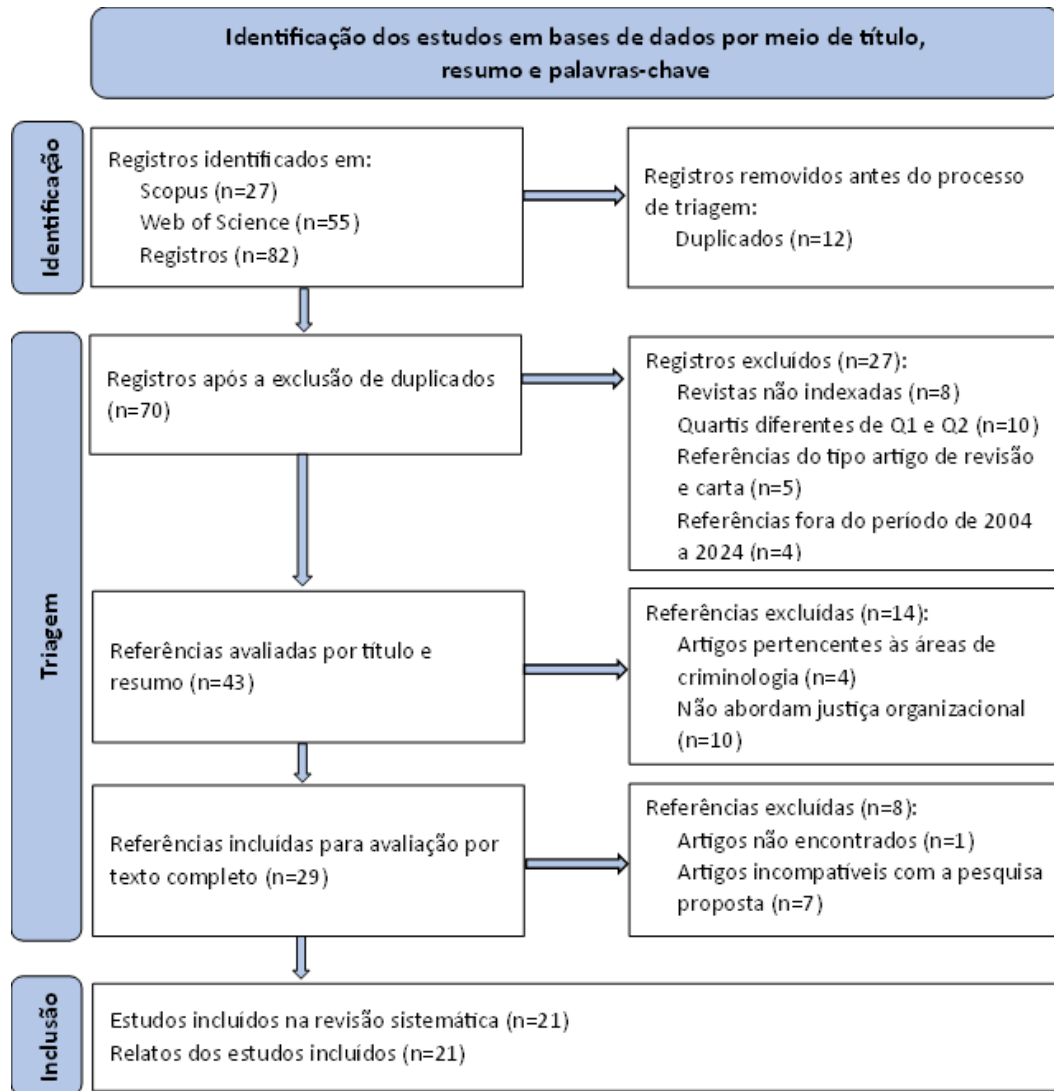 Identificação dos estudos em bases de dados por meio de título,
resumo e palavras-chave
Identificação
Registros identificados em:
Scopus (n=27)
Web of Science (n=55)
Registros (n=82)
Registros removidos antes do processo
de triagem:
Duplicados (n=12)
Triagem
Registros após a exclusão de duplicados
(n=70)
Registros excluídos (n=27):
Revistas não indexadas (n=8)
Quartis diferentes de Q1 e Q2 (n=10)
Referências do tipo artigo de revisão
e carta (n=5)
Referências fora do período de 2004
a 2024 (n=4)
Referências avaliadas por título e
resumo (n=43)
Referências excluídas (n=14):
Artigos pertencentes às áreas de
criminologia (n=4)
Não abordam justiça organizacional
(n=10)
Referências incluídas para avaliação por
texto completo (n=29)
Referências excluídas (n=8):
Artigos não encontrados (n=1)
Artigos incompatíveis com a pesquisa
proposta (n=7)
Inclusão
Estudos incluídos na revisão sistemática (n=21)
Relatos dos estudos incluídos (n=21)